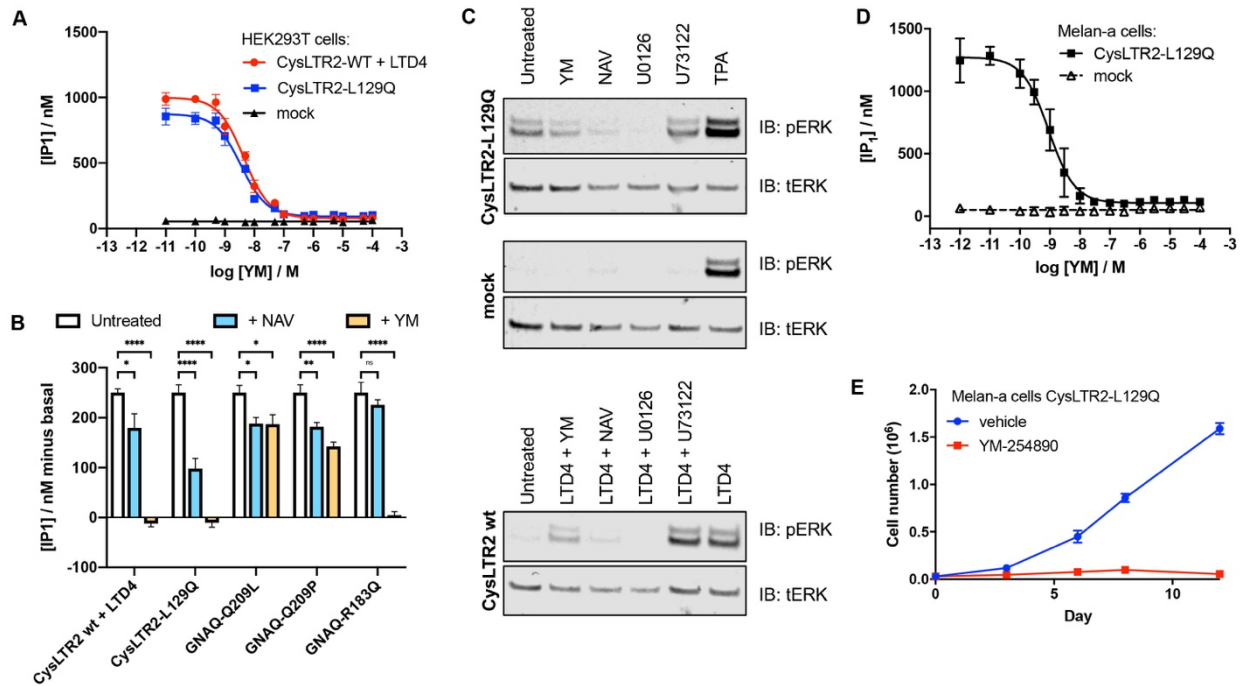 A
HEK293T cells:
CysLTR2-WT + LTD4
CysLTR2-L129Q
mock
[IP1] / nM
1500
1000
500
0
-13 -12 -11 -10 -9 -8 -7 -6 -5 -4 -3
log [YM] / M
B
Untreated + NAV + YM
**** **** * **** ****
* **** * ** ns
[IP1] / nM minus basal
300
200
100
0
-100
CysLTR2 wt + LTD4
CysLTR2-L129Q
GNAQ-Q209L
GNAQ-Q209P
GNAQ-R183Q
C
Untreated
YM
NAV
U0126
U73122
TPA
CysLTR2-L129Q
IB: pERK
IB: tERK
mock
IB: pERK
IB: tERK
Untreated
LTD4 + YM
LTD4 + NAV
LTD4 + U0126
LTD4 + U73122
LTD4
CysLTR2 wt
IB: pERK
IB: tERK
D
Melan-a cells:
CysLTR2-L129Q
mock
[IP1] / nM
1500
1000
500
0
-13 -12 -11 -10 -9 -8 -7 -6 -5 -4 -3
log [YM] / M
E
Melan-a cells CysLTR2-L129Q
vehicle
YM-254890
Cell number (10⁶)
2.0
1.5
1.0
0.5
0.0
0 5 10
Day